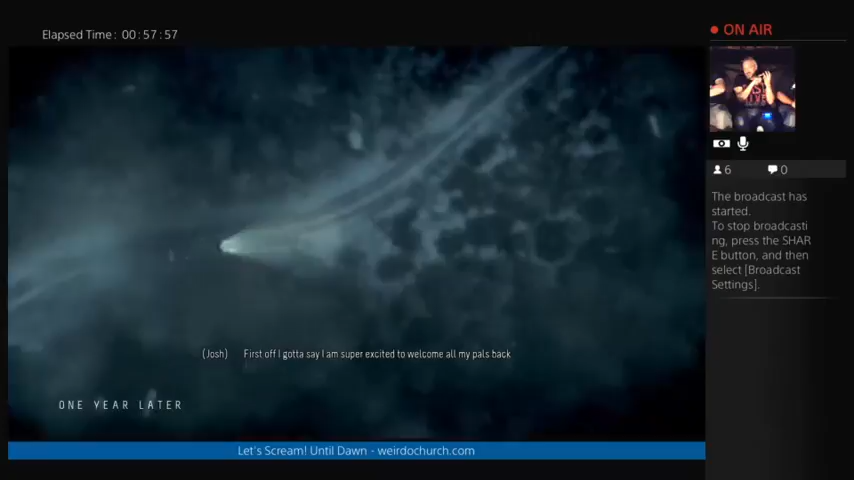 Elapsed Time: 00:57:57
ON AIR
6 0
The broadcast has
started.
To stop broadcasti
ng, press the SHAR
E button, and then
select [Broadcast
Settings].
(Josh) First off I gotta say I am super excited to welcome all my pals back
ONE YEAR LATER
Let's Scream! Until Dawn - weirdochurch.com